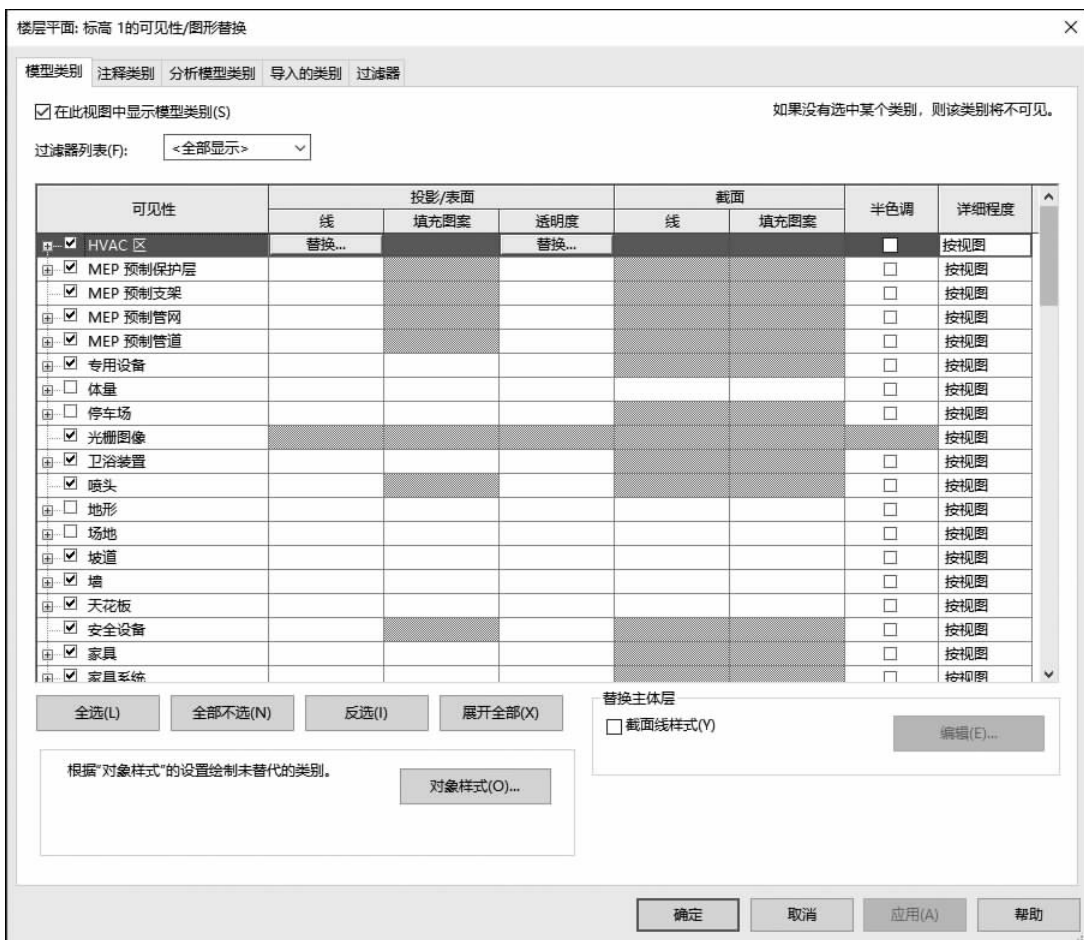 楼层平面: 标高 1的可见性/图形替换
模型类别 注释类别 分析模型类别 导入的类别 过滤器
在此视图中显示模型类别(S) 如果没有选中某个类别，则该类别将不可见。
过滤器列表(F): <全部显示>
可见性 投影/表面 截面 半色调 详细程度
线 填充图案 透明度 线 填充图案
HVAC 区 替换... 替换... 按视图
MEP 预制保护层 按视图
MEP 预制支架 按视图
MEP 预制管网 按视图
MEP 预制管道 按视图
专用设备 按视图
体量 按视图
停车场 按视图
光栅图像 按视图
卫浴装置 按视图
喷头 按视图
地形 按视图
场地 按视图
坡道 按视图
墙 按视图
天花板 按视图
安全设备 按视图
家具 按视图
家具系统 按视图
全选(L) 全部不选(N) 反选(I) 展开全部(X) 替换主体层
截面线样式(Y) 编辑(E)...
根据"对象样式"的设置绘制未替代的类别。 对象样式(O)...
确定 取消 应用(A) 帮助